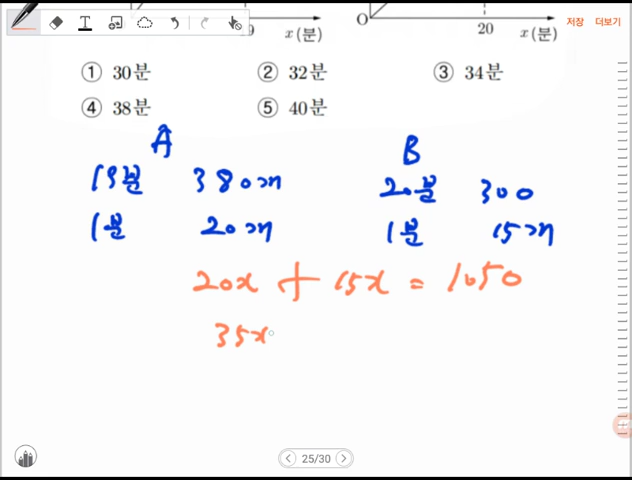 T
저장 더보기
O
19 x(분)
20 x(분)
① 30분 ② 32분 ③ 34분
④ 38분 ⑤ 40분
A B
19분 380개 20분 300
1분 20개 1분 15개
20x + 15x = 1050
35x
25/30